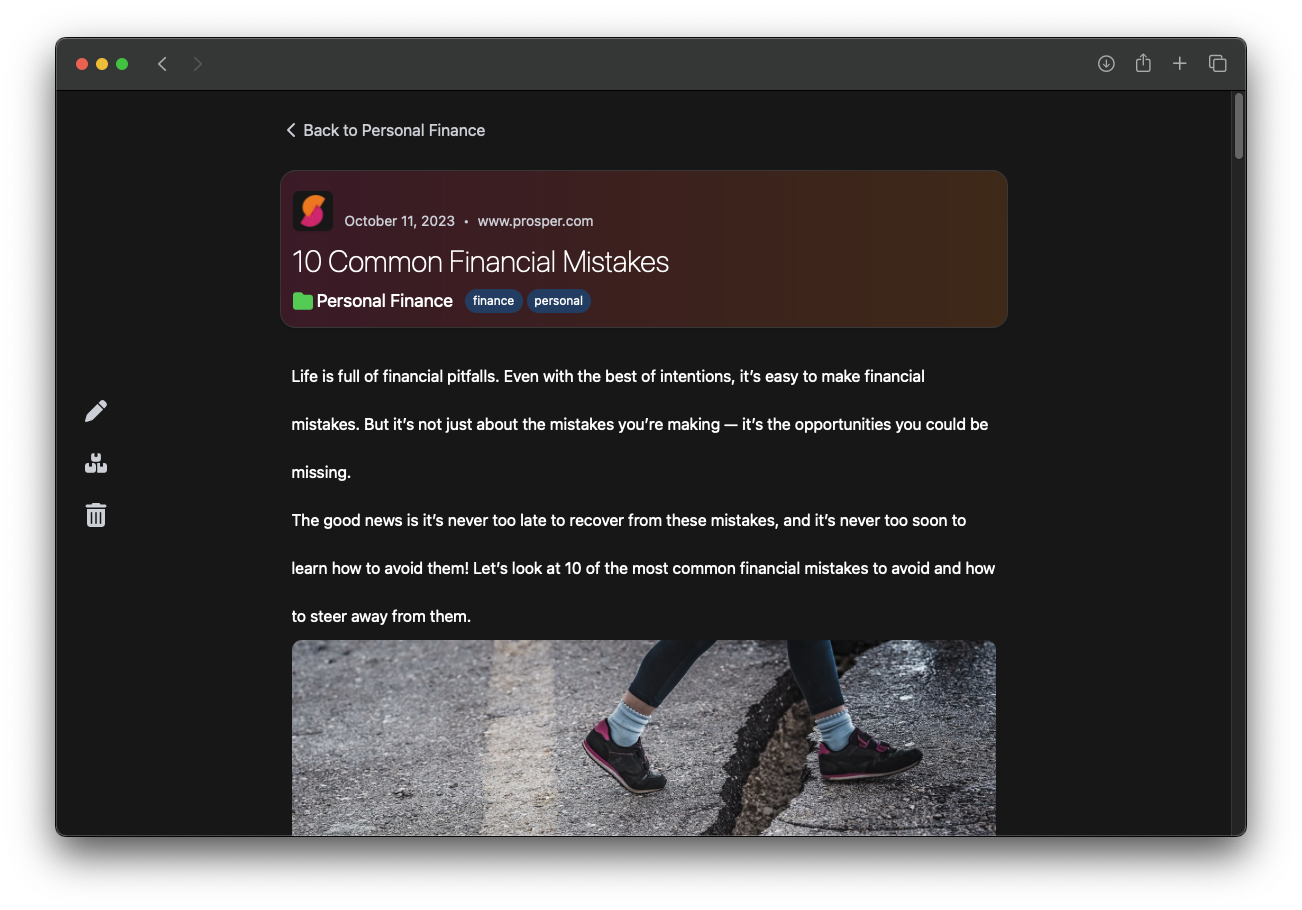 Back to Personal Finance
October 11, 2023 • www.prosper.com
10 Common Financial Mistakes
Personal Finance finance personal
Life is full of financial pitfalls. Even with the best of intentions, it’s easy to make financial
mistakes. But it’s not just about the mistakes you’re making — it’s the opportunities you could be
missing.
The good news is it’s never too late to recover from these mistakes, and it’s never too soon to
learn how to avoid them! Let’s look at 10 of the most common financial mistakes to avoid and how
to steer away from them.